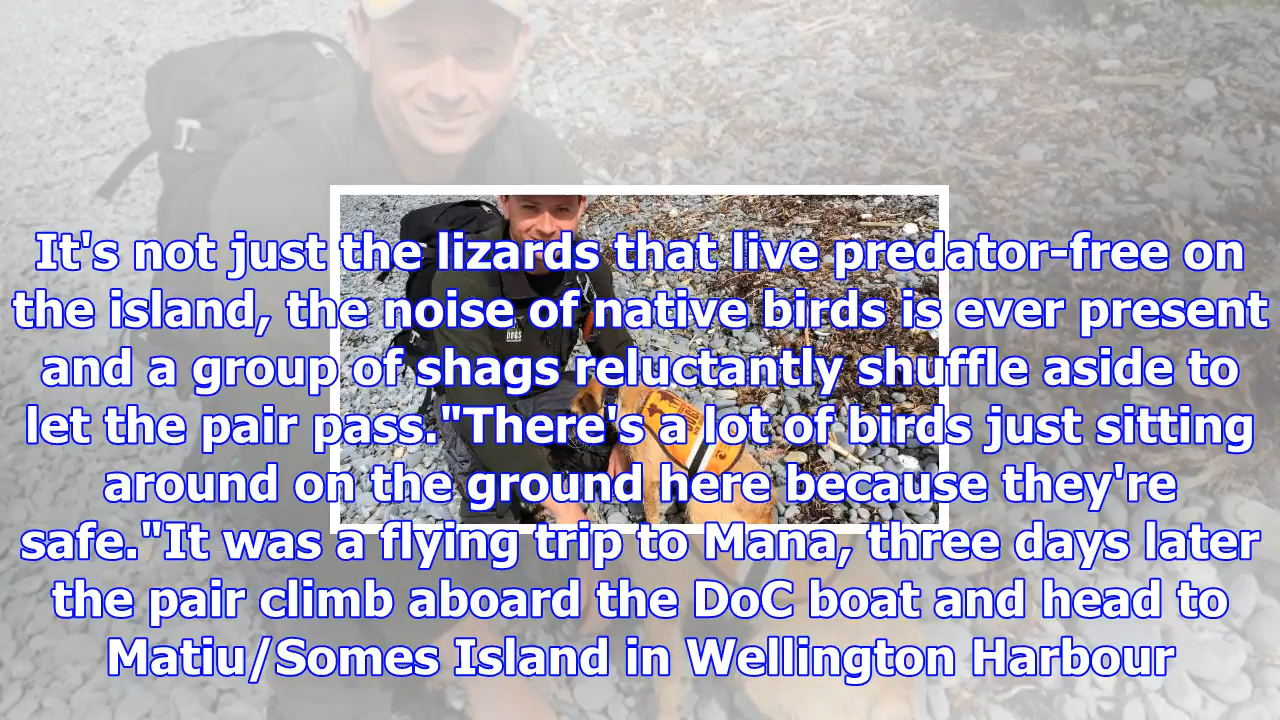 It's not just the lizards that live predator-free on
the island, the noise of native birds is ever present
and a group of shags reluctantly shuffle aside to
let the pair pass."There's a lot of birds just sitting
around on the ground here because they're
safe."It was a flying trip to Mana, three days later
the pair climb aboard the DoC boat and head to
Matiu/Somes Island in Wellington Harbour
DOGS